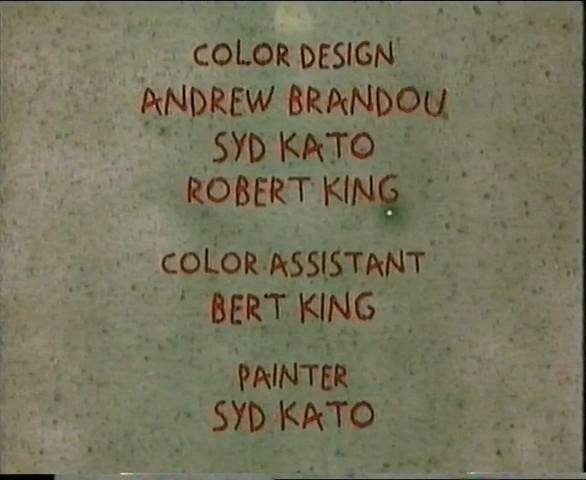 COLOR DESIGN
ANDREW BRANDOU
SYD KATO
ROBERT KING
COLOR ASSISTANT
BERT KING
PAINTER
SYD KATO